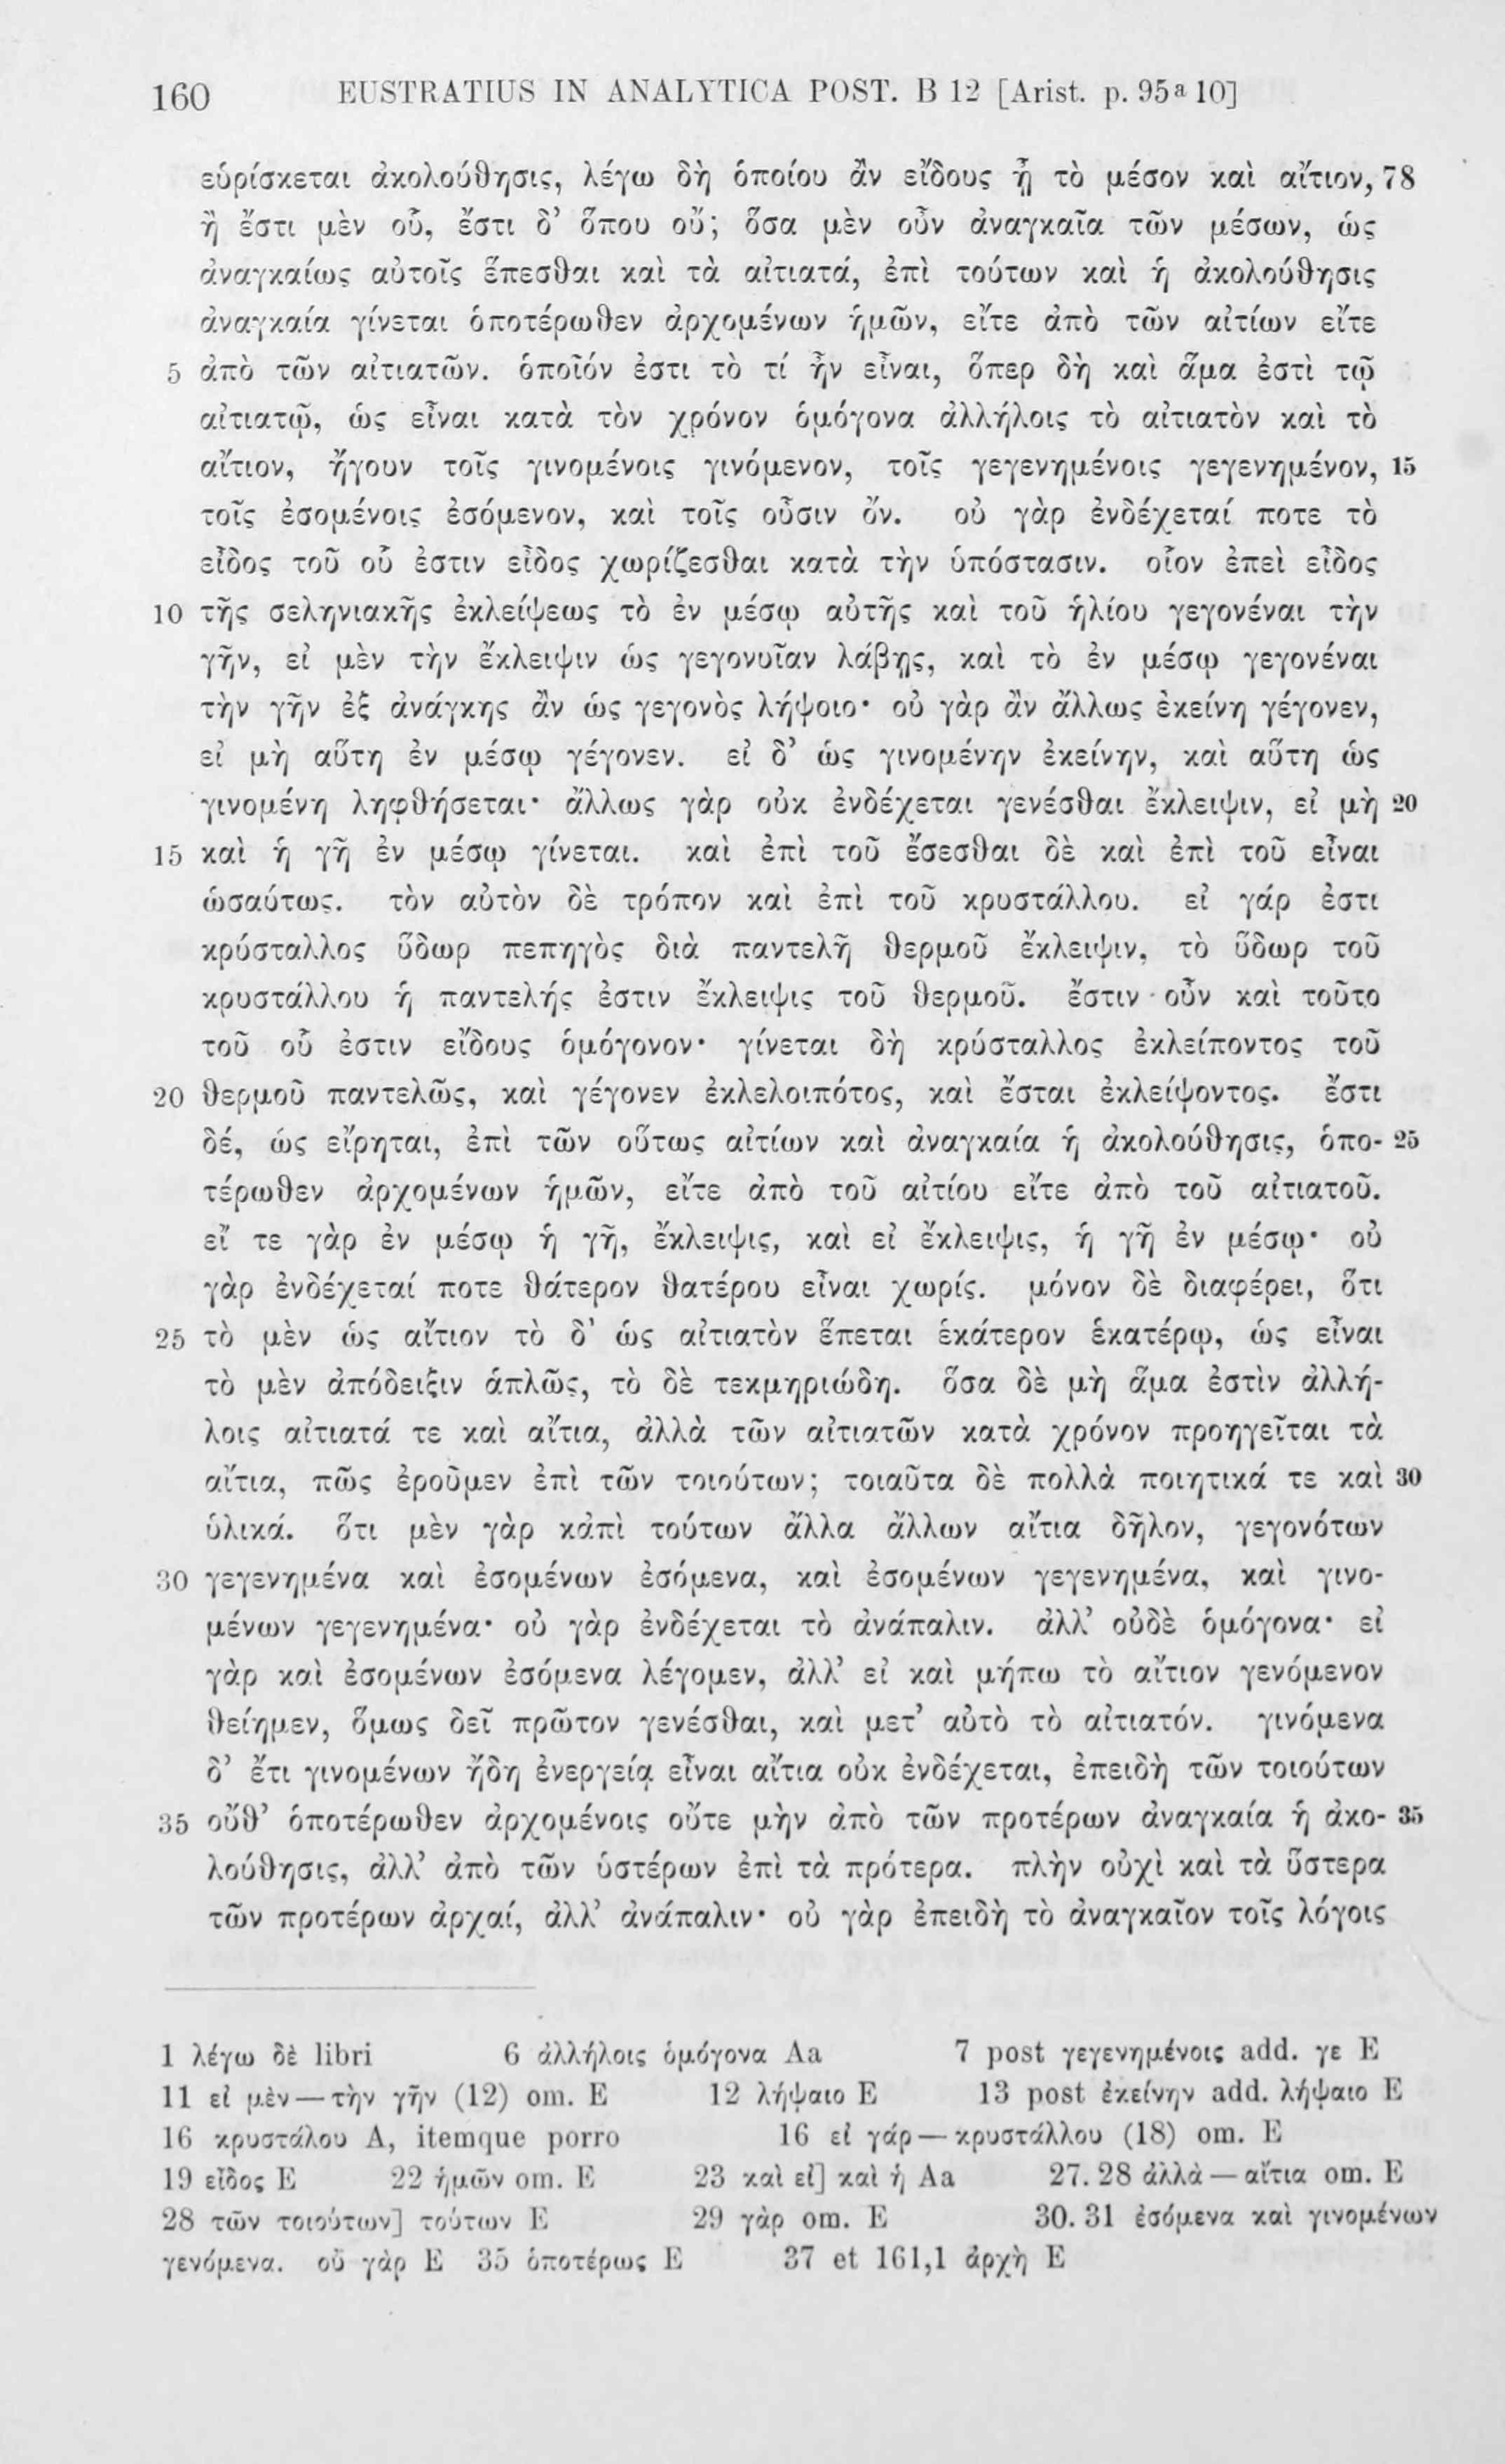 160 EUSTRATIUS IN ANALYTICA POST. B 12 [Arist. p. 95a 10]
εὑρίσκεται ἀκολούθησις, λέγω δὴ ὁποίου ἂν εἴδους ᾖ τὸ μέσον καὶ αἴτιον, 78
ἢ ἔστι μὲν οὗ, ἔστι δ’ ὅπου οὔ; ὅσα μὲν οὖν ἀναγκαῖα τῶν μέσων, ὡς
ἀναγκαίως αὐτοῖς ἕπεσθαι καὶ τὰ αἰτιατά, ἐπὶ τούτων καὶ ἡ ἀκολούθησις
ἀναγκαία γίνεται ὁποτέρωθεν ἀρχομένων ἡμῶν, εἴτε ἀπὸ τῶν αἰτίων εἴτε
5 ἀπὸ τῶν αἰτιατῶν. ὁποῖόν ἐστι τὸ τί ἦν εἶναι, ὅπερ δὴ καὶ ἅμα ἐστὶ τῷ
αἰτιατῷ, ὡς εἶναι κατὰ τὸν χρόνον ὁμόγονα ἀλλήλοις τὸ αἰτιατὸν καὶ τὸ
αἴτιον, ἤγουν τοῖς γινομένοις γινόμενον, τοῖς γεγενημένοις γεγενημένον, 15
τοῖς ἐσομένοις ἐσόμενον, καὶ τοῖς οὖσιν ὄν. οὐ γὰρ ἐνδέχεταί ποτε τὸ
εἶδος τοῦ οὗ ἐστιν εἶδος χωρίζεσθαι κατὰ τὴν ὑπόστασιν. οἷον ἐπεὶ εἶδος
10 τῆς σεληνιακῆς ἐκλείψεως τὸ ἐν μέσῳ αὐτῆς καὶ τοῦ ἡλίου γεγονέναι τὴν
γῆν, εἰ μὲν τὴν ἔκλειψιν ὡς γεγονυῖαν λάβῃς, καὶ τὸ ἐν μέσῳ γεγονέναι
τὴν γῆν ἐξ ἀνάγκης ἂν ὡς γεγονὸς λήψοιο· οὐ γὰρ ἂν ἄλλως ἐκείνη γέγονεν,
εἰ μὴ αὕτη ἐν μέσῳ γέγονεν. εἰ δ’ ὡς γινομένην ἐκείνην, καὶ αὕτη ὡς
γινομένη ληφθήσεται· ἄλλως γὰρ οὐκ ἐνδέχεται γενέσθαι ἔκλειψιν, εἰ μὴ 20
15 καὶ ἡ γῆ ἐν μέσῳ γίνεται. καὶ ἐπὶ τοῦ ἔσεσθαι δὲ καὶ ἐπὶ τοῦ εἶναι
ὡσαύτως. τὸν αὐτὸν δὲ τρόπον καὶ ἐπὶ τοῦ κρυστάλλου. εἰ γάρ ἐστι
κρύσταλλος ὕδωρ πεπηγὸς διὰ παντελῆ θερμοῦ ἔκλειψιν, τὸ ὕδωρ τοῦ
κρυστάλλου ἡ παντελής ἐστιν ἔκλειψις τοῦ θερμοῦ. ἔστιν οὖν καὶ τοῦτο
τοῦ οὗ ἐστιν εἴδους ὁμόγονον· γίνεται δὴ κρύσταλλος ἐκλείποντος τοῦ
20 θερμοῦ παντελῶς, καὶ γέγονεν ἐκλελοιπότος, καὶ ἔσται ἐκλείψοντος. ἔστι
δέ, ὡς εἴρηται, ἐπὶ τῶν οὕτως αἰτίων καὶ ἀναγκαία ἡ ἀκολούθησις, ὁπο- 25
τέρωθεν ἀρχομένων ἡμῶν, εἴτε ἀπὸ τοῦ αἰτίου εἴτε ἀπὸ τοῦ αἰτιατοῦ.
εἴ τε γὰρ ἐν μέσῳ ἡ γῆ, ἔκλειψις, καὶ εἰ ἔκλειψις, ἡ γῆ ἐν μέσῳ· οὐ
γὰρ ἐνδέχεταί ποτε θάτερον θατέρου εἶναι χωρίς. μόνον δὲ διαφέρει, ὅτι
25 τὸ μὲν ὡς αἴτιον τὸ δ’ ὡς αἰτιατὸν ἕπεται ἑκάτερον ἑκατέρῳ, ὡς εἶναι
τὸ μὲν ἀπόδειξιν ἁπλῶς, τὸ δὲ τεκμηριώδη. ὅσα δὲ μὴ ἅμα ἐστὶν ἀλλή-
λοις αἰτιατά τε καὶ αἴτια, ἀλλὰ τῶν αἰτιατῶν κατὰ χρόνον προηγεῖται τὰ
αἴτια, πῶς ἐροῦμεν ἐπὶ τῶν τοιούτων; τοιαῦτα δὲ πολλὰ ποιητικά τε καὶ 30
ὑλικά. ὅτι μὲν γὰρ κἀπὶ τούτων ἄλλα ἄλλων αἴτια δῆλον, γεγονότων
30 γεγενημένα καὶ ἐσομένων ἐσόμενα, καὶ ἐσομένων γεγενημένα, καὶ γινο-
μένων γεγενημένα· οὐ γὰρ ἐνδέχεται τὸ ἀνάπαλιν. ἀλλ’ οὐδὲ ὁμόγονα· εἰ
γὰρ καὶ ἐσομένων ἐσόμενα λέγομεν, ἀλλ’ εἰ καὶ μήπω τὸ αἴτιον γενόμενον
θείημεν, ὅμως δεῖ πρῶτον γενέσθαι, καὶ μετ’ αὐτὸ τὸ αἰτιατόν. γινόμενα
δ’ ἔτι γινομένων ἤδη ἐνεργείᾳ εἶναι αἴτια οὐκ ἐνδέχεται, ἐπειδὴ τῶν τοιούτων
35 οὔθ’ ὁποτέρωθεν ἀρχομένοις οὔτε μὴν ἀπὸ τῶν προτέρων ἀναγκαία ἡ ἀκο- 35
λούθησις, ἀλλ’ ἀπὸ τῶν ὑστέρων ἐπὶ τὰ πρότερα. πλὴν οὐχὶ καὶ τὰ ὕστερα
τῶν προτέρων ἀρχαί, ἀλλ’ ἀνάπαλιν· οὐ γὰρ ἐπειδὴ τὸ ἀναγκαῖον τοῖς λόγοις
1 λέγω δὲ libri 6 ἀλλήλοις ὁμόγονα Aa 7 post γεγενημένοις add. γε E
11 εἰ μὲν — τὴν γῆν (12) om. E 12 λήψαιο E 13 post ἐκείνην add. λήψαιο E
16 κρυστάλου A, itemque porro 16 εἰ γάρ — κρυστάλλου (18) om. E
19 εἶδος E 22 ἡμῶν om. E 23 καὶ εἰ] καὶ ἡ Aa 27. 28 ἀλλὰ — αἴτια om. E
28 τῶν τοιούτων] τούτων E 29 γὰρ om. E 30. 31 ἐσόμενα καὶ γινομένων
γενόμενα. οὐ γὰρ E 35 ὁποτέρως E 37 et 161,1 ἀρχὴ E